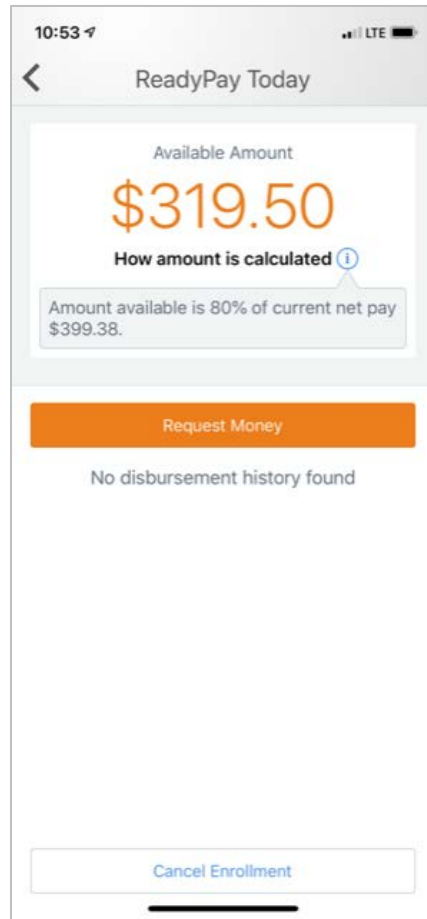 10:53
LTE
ReadyPay Today
Available Amount
$319.50
How amount is calculated i
Amount available is 80% of current net pay
$399.38.
Request Money
No disbursement history found
Cancel Enrollment